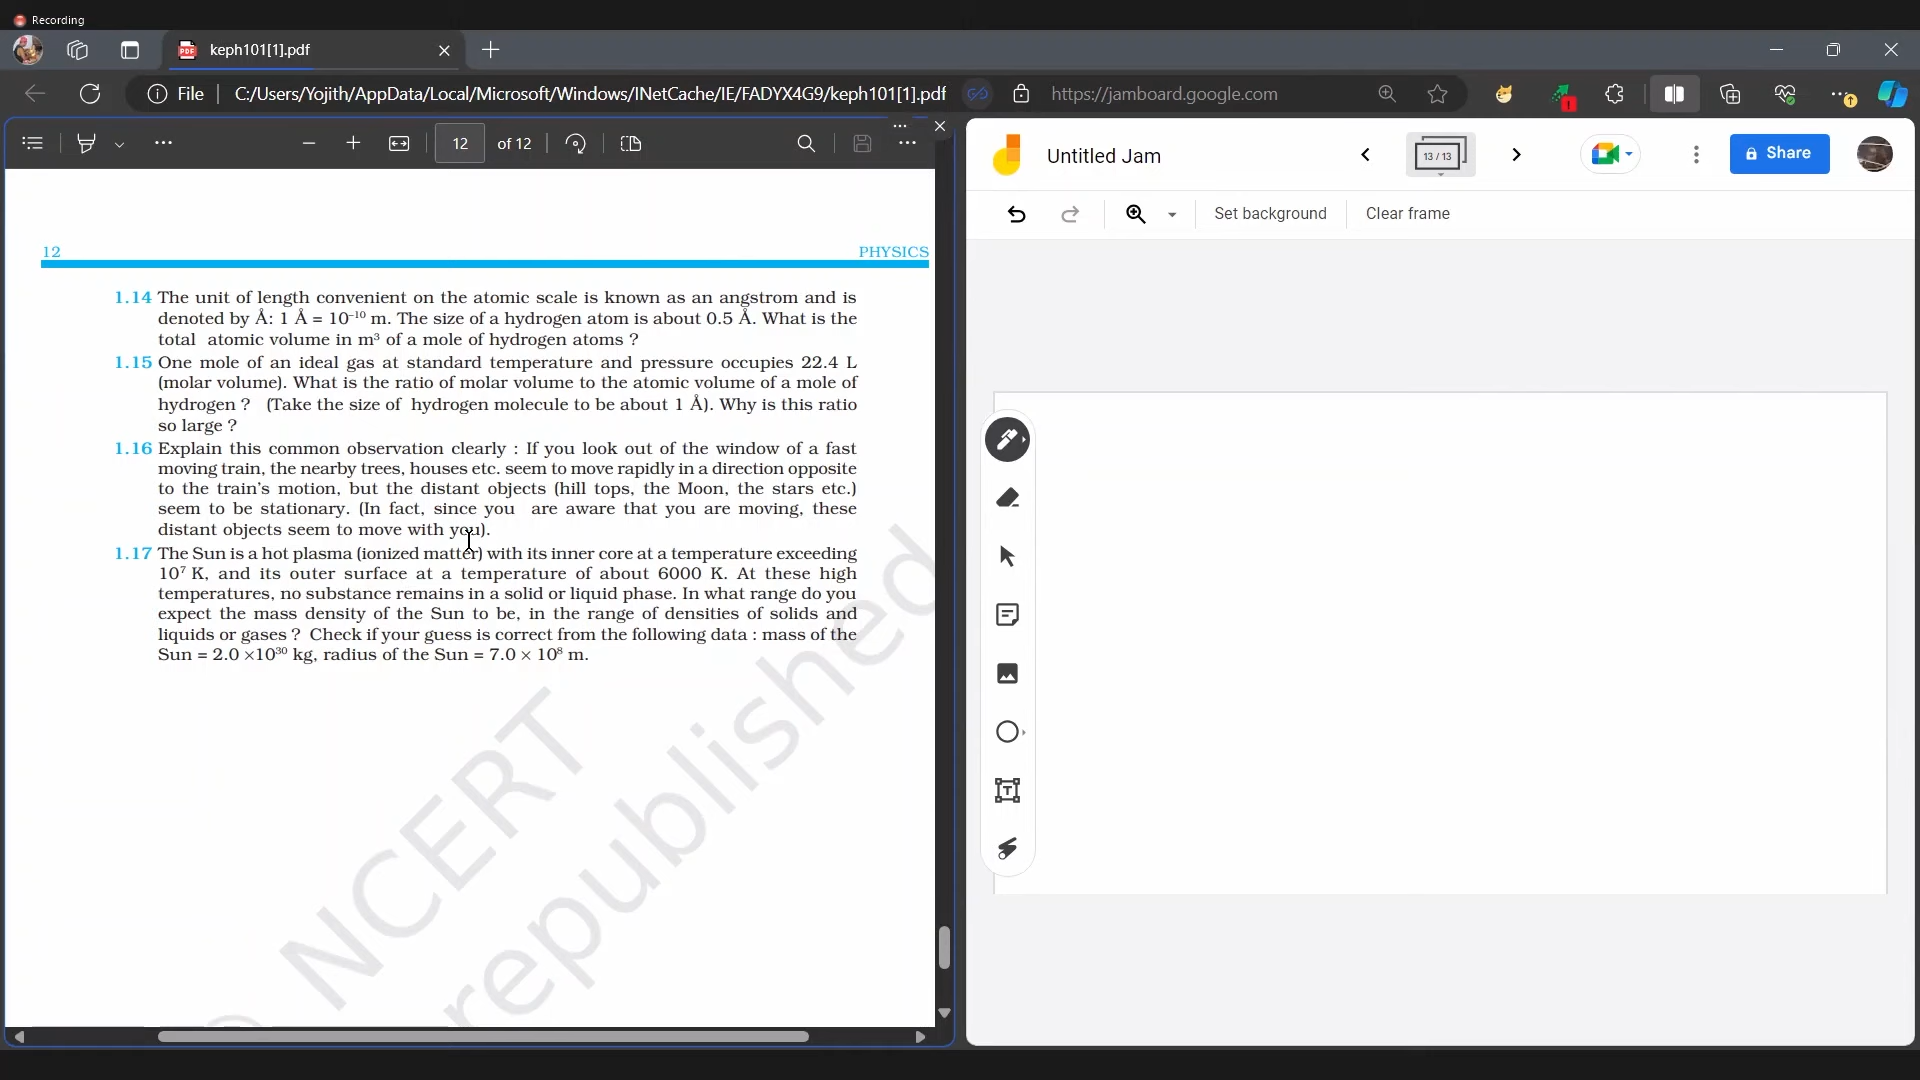 Recording
keph101[1].pdf
File C:/Users/Yojith/AppData/Local/Microsoft/Windows/INetCache/IE/FADYX4G9/keph101[1].pdf
https://jamboard.google.com
12 of 12
Untitled Jam
13 / 13
Share
Set background
Clear frame
12 PHYSICS
1.14 The unit of length convenient on the atomic scale is known as an angstrom and is
denoted by Å: 1 Å = 10⁻¹⁰ m. The size of a hydrogen atom is about 0.5 Å. What is the
total atomic volume in m³ of a mole of hydrogen atoms ?
1.15 One mole of an ideal gas at standard temperature and pressure occupies 22.4 L
(molar volume). What is the ratio of molar volume to the atomic volume of a mole of
hydrogen ? (Take the size of hydrogen molecule to be about 1 Å). Why is this ratio
so large ?
1.16 Explain this common observation clearly : If you look out of the window of a fast
moving train, the nearby trees, houses etc. seem to move rapidly in a direction opposite
to the train's motion, but the distant objects (hill tops, the Moon, the stars etc.)
seem to be stationary. (In fact, since you are aware that you are moving, these
distant objects seem to move with you).
1.17 The Sun is a hot plasma (ionized matter) with its inner core at a temperature exceeding
10⁷ K, and its outer surface at a temperature of about 6000 K. At these high
temperatures, no substance remains in a solid or liquid phase. In what range do you
expect the mass density of the Sun to be, in the range of densities of solids and
liquids or gases ? Check if your guess is correct from the following data : mass of the
Sun = 2.0 ×10³⁰ kg, radius of the Sun = 7.0 × 10⁸ m.
© NCERT
republished